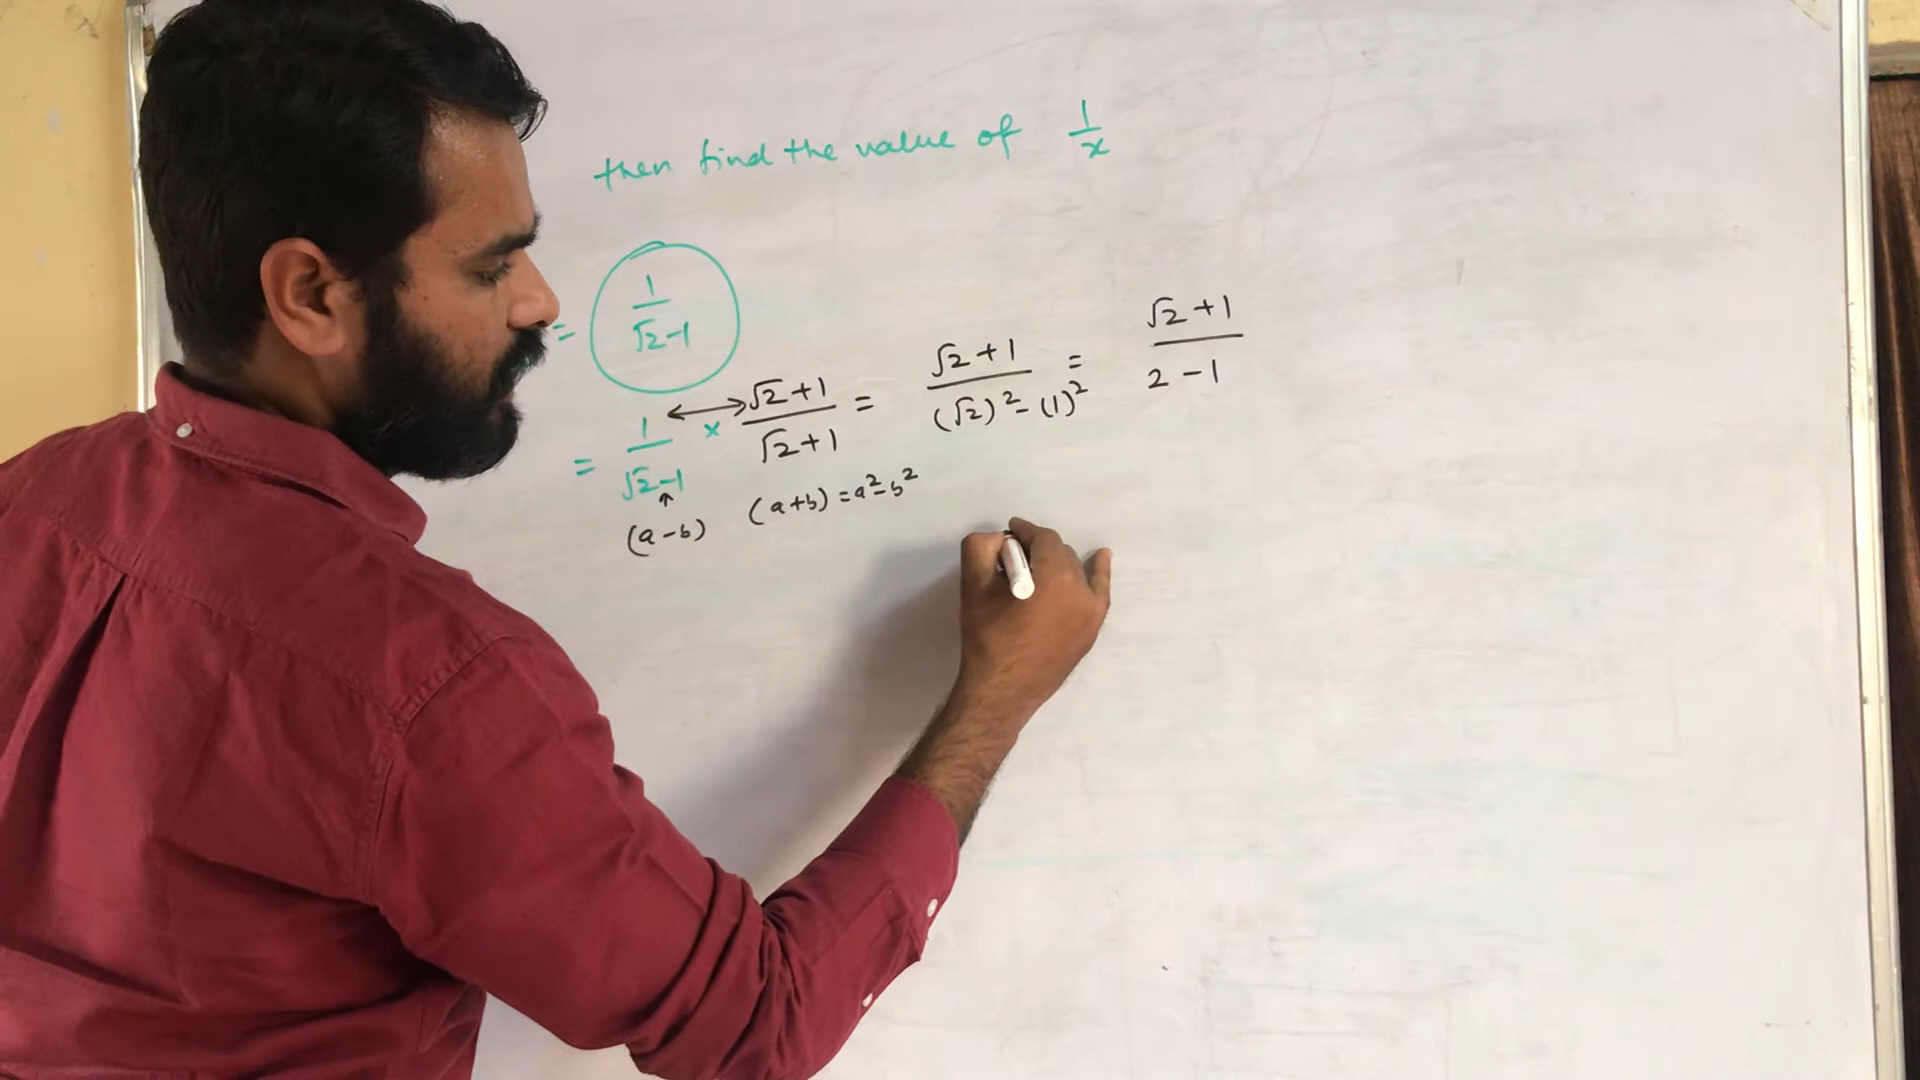 then find the value of 1/x
= 1/(√2-1)
= 1/(√2-1) × (√2+1)/(√2+1) = (√2+1)/((√2)²-(1)²) = (√2+1)/(2-1)
(a-b) (a+b) = a²-b²